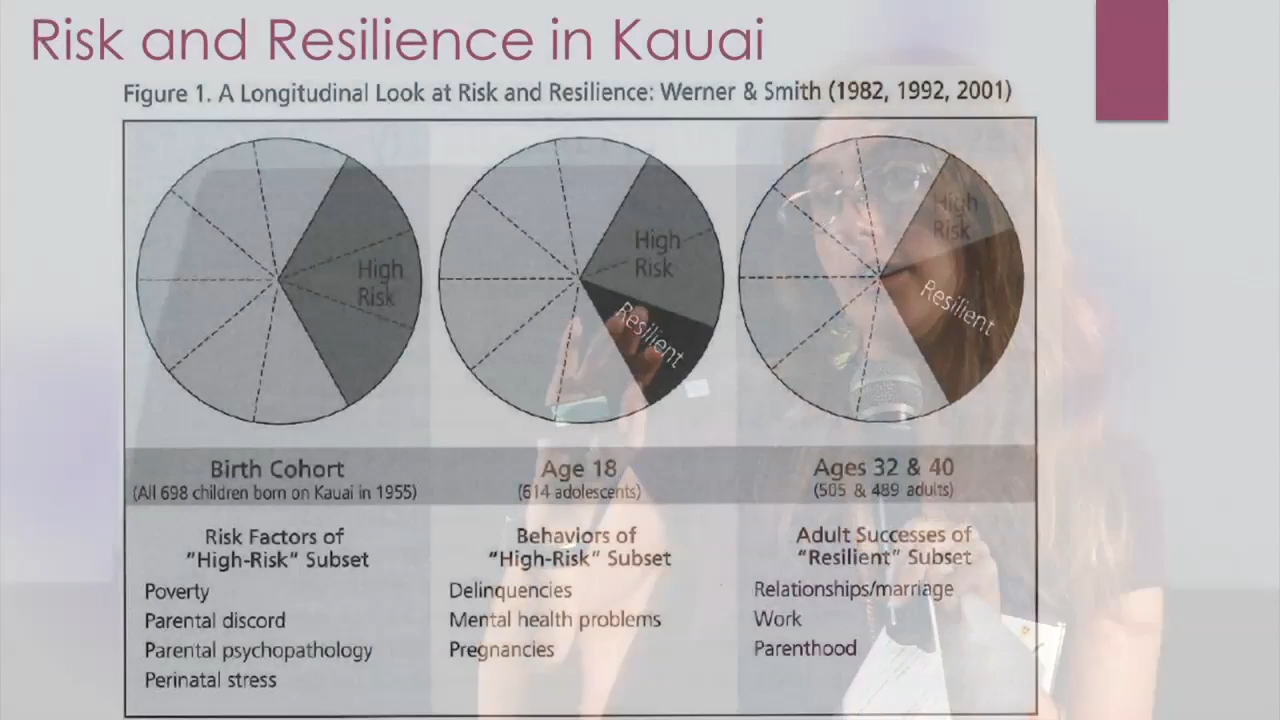 Risk and Resilience in Kauai
Figure 1. A Longitudinal Look at Risk and Resilience: Werner & Smith (1982, 1992, 2001)
High
Risk
High
Risk
Resilient
High
Risk
Resilient
Birth Cohort
(All 698 children born on Kauai in 1955)
Age 18
(614 adolescents)
Ages 32 & 40
(505 & 489 adults)
Risk Factors of
"High-Risk" Subset
Poverty
Parental discord
Parental psychopathology
Perinatal stress
Behaviors of
"High-Risk" Subset
Delinquencies
Mental health problems
Pregnancies
Adult Successes of
"Resilient" Subset
Relationships/marriage
Work
Parenthood